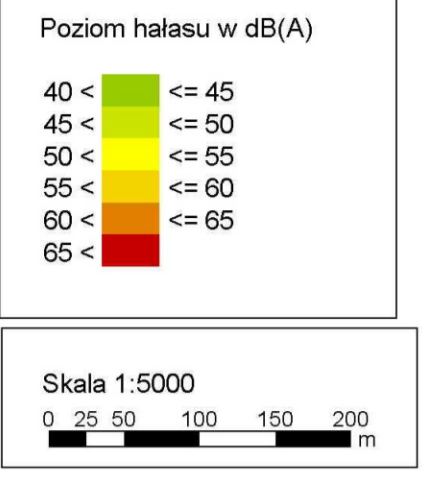 Poziom hałasu w dB(A)
40 < <= 45
45 < <= 50
50 < <= 55
55 < <= 60
60 < <= 65
65 <
Skala 1:5000
0 25 50 100 150 200
m